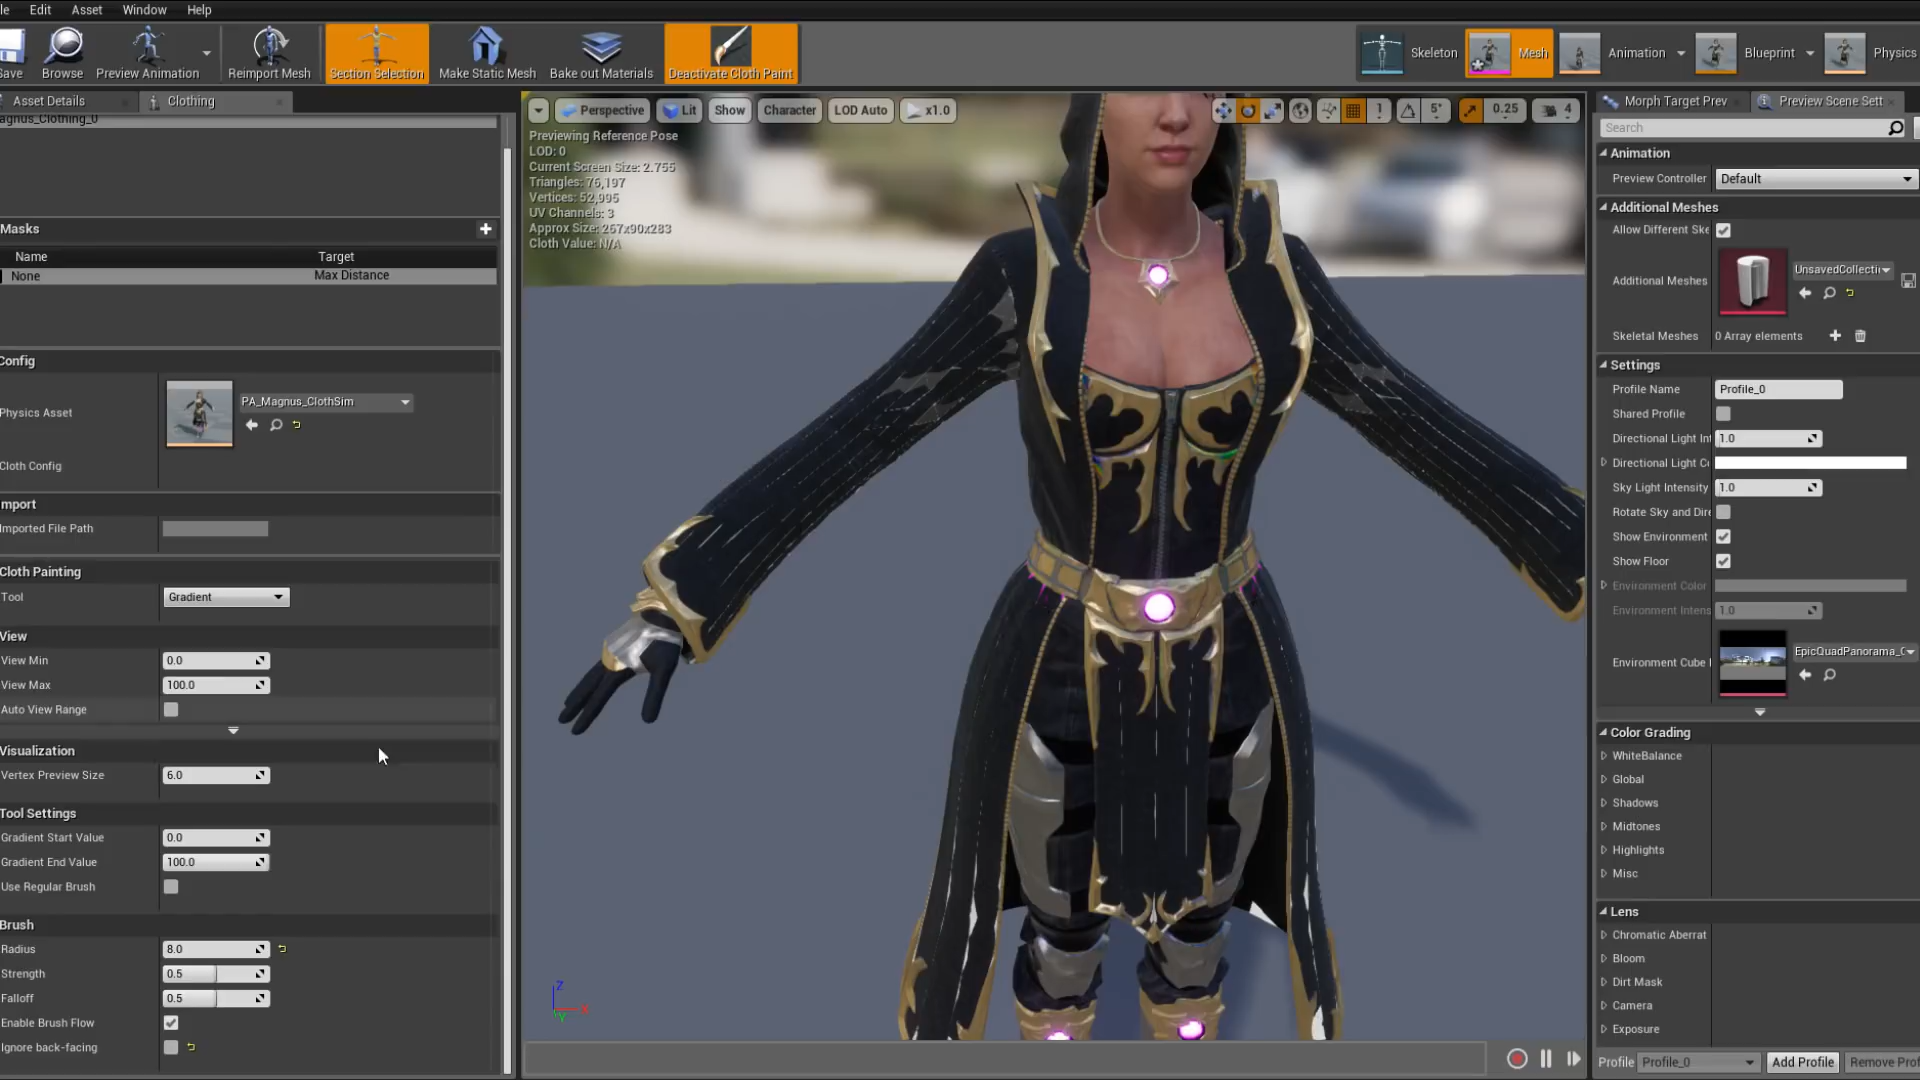 le Edit Asset Window Help
Save Browse Preview Animation Reimport Mesh Section Selection Make Static Mesh Bake out Materials Deactivate Cloth Paint Skeleton Mesh Animation Blueprint Physics
Asset Details Clothing
agnus_Clothing_0
Masks
Name Target
None Max Distance
Config
Physics Asset PA_Magnus_ClothSim
Cloth Config
mport
Imported File Path
Cloth Painting
Tool Gradient
View
View Min 0.0
View Max 100.0
Auto View Range
Visualization
Vertex Preview Size 6.0
Tool Settings
Gradient Start Value 0.0
Gradient End Value 100.0
Use Regular Brush
Brush
Radius 8.0
Strength 0.5
Falloff 0.5
Enable Brush Flow
Ignore back-facing
Perspective Lit Show Character LOD Auto x1.0 1 5° 0.25 4
Previewing Reference Pose
LOD: 0
Current Screen Size: 2.755
Triangles: 76,197
Vertices: 52,995
UV Channels: 3
Approx Size: 267x90x283
Cloth Value: N/A
Z
X
Y
Morph Target Prev Preview Scene Sett
Search
Animation
Preview Controller Default
Additional Meshes
Allow Different Ske
Additional Meshes UnsavedCollecti
Skeletal Meshes 0 Array elements
Settings
Profile Name Profile_0
Shared Profile
Directional Light Int 1.0
Directional Light Co
Sky Light Intensity 1.0
Rotate Sky and Dire
Show Environment
Show Floor
Environment Color
Environment Intens 1.0
Environment Cube EpicQuadPanorama_C
Color Grading
WhiteBalance
Global
Shadows
Midtones
Highlights
Misc
Lens
Chromatic Aberrat
Bloom
Dirt Mask
Camera
Exposure
Profile Profile_0 Add Profile Remove Prof